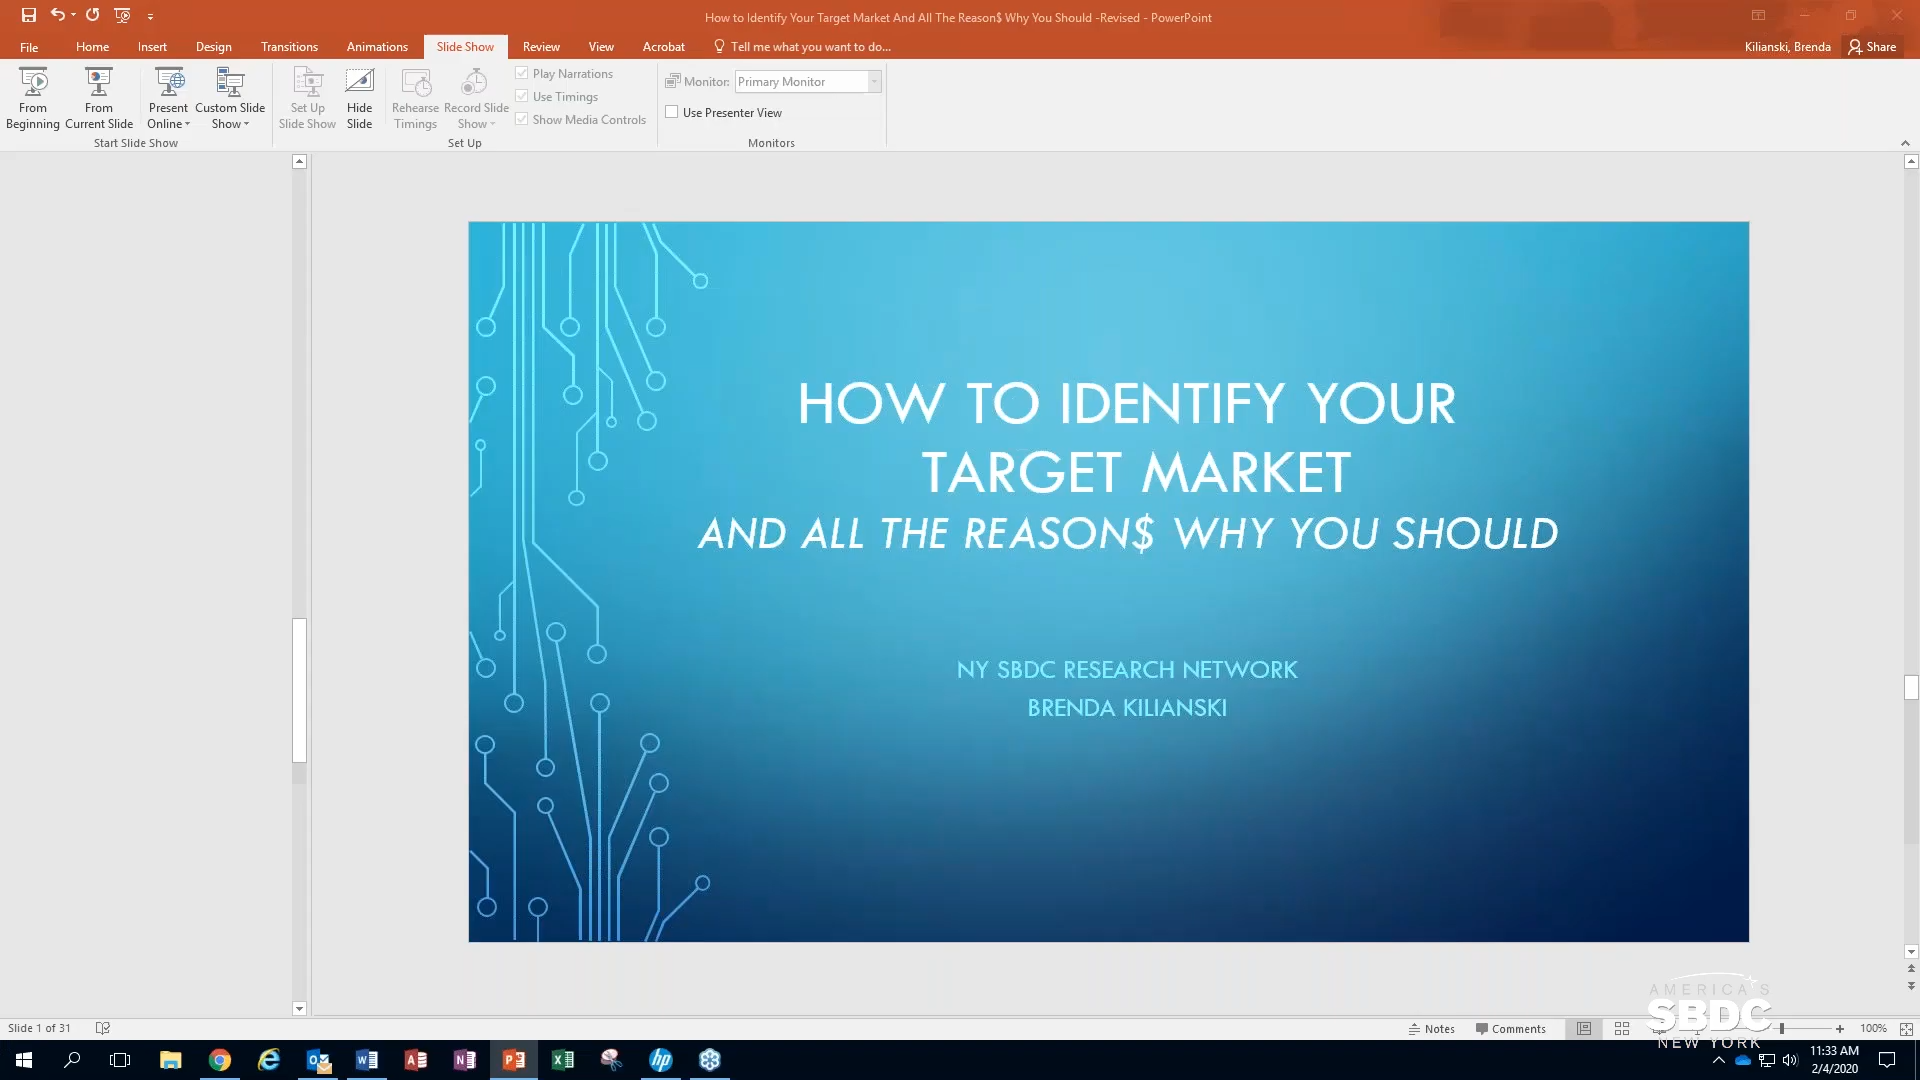 How to Identify Your Target Market And All The Reason$ Why You Should -Revised - PowerPoint
File
Home
Insert
Design
Transitions
Animations
Slide Show
Review
View
Acrobat
Tell me what you want to do...
Kilianski, Brenda
Share
From Beginning
From Current Slide
Present Online
Custom Slide Show
Set Up Slide Show
Hide Slide
Rehearse Timings
Record Slide Show
Play Narrations
Use Timings
Show Media Controls
Monitor:
Primary Monitor
Use Presenter View
Start Slide Show
Set Up
Monitors
HOW TO IDENTIFY YOUR
TARGET MARKET
AND ALL THE REASON$ WHY YOU SHOULD
NY SBDC RESEARCH NETWORK
BRENDA KILIANSKI
AMERICA'S
SBDC
NEW YORK
Slide 1 of 31
Notes
Comments
100%
11:33 AM
2/4/2020